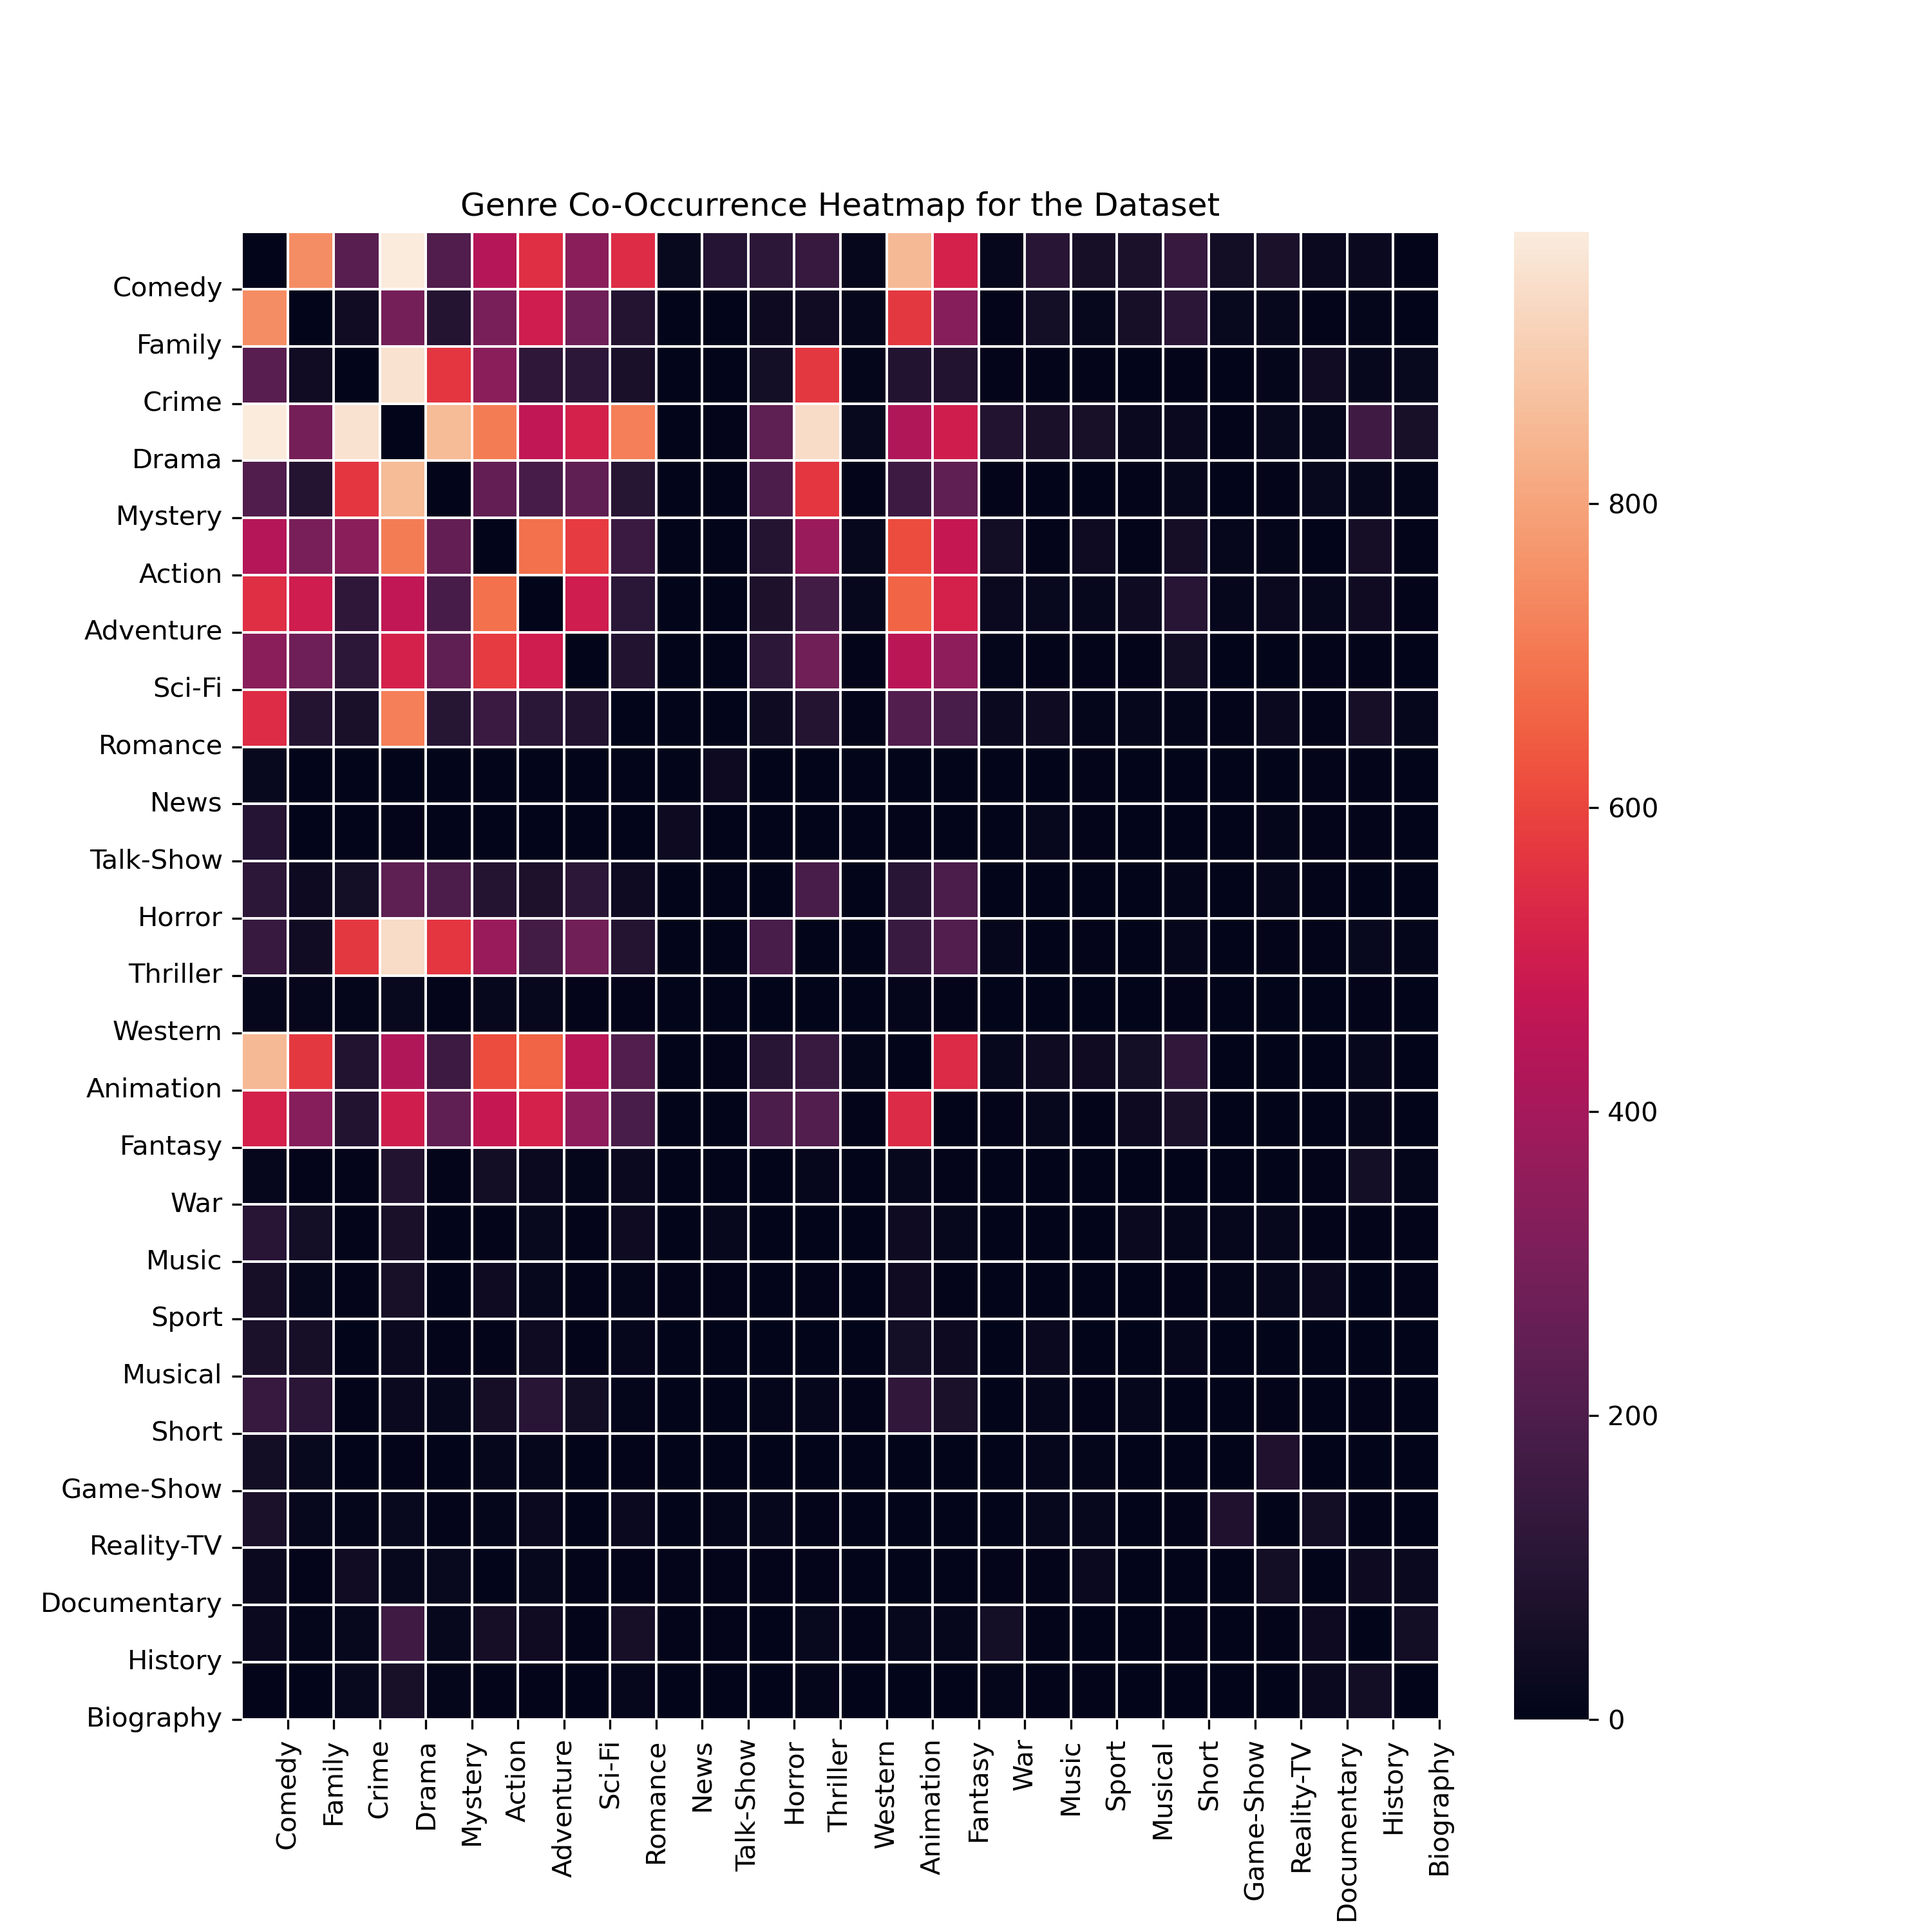 Genre Co-Occurrence Heatmap for the Dataset
Comedy
Family
Crime
Drama
Mystery
Action
Adventure
Sci-Fi
Romance
News
Talk-Show
Horror
Thriller
Western
Animation
Fantasy
War
Music
Sport
Musical
Short
Game-Show
Reality-TV
Documentary
History
Biography
Comedy
Family
Crime
Drama
Mystery
Action
Adventure
Sci-Fi
Romance
News
Talk-Show
Horror
Thriller
Western
Animation
Fantasy
War
Music
Sport
Musical
Short
Game-Show
Reality-TV
Documentary
History
Biography
800
600
400
200
0